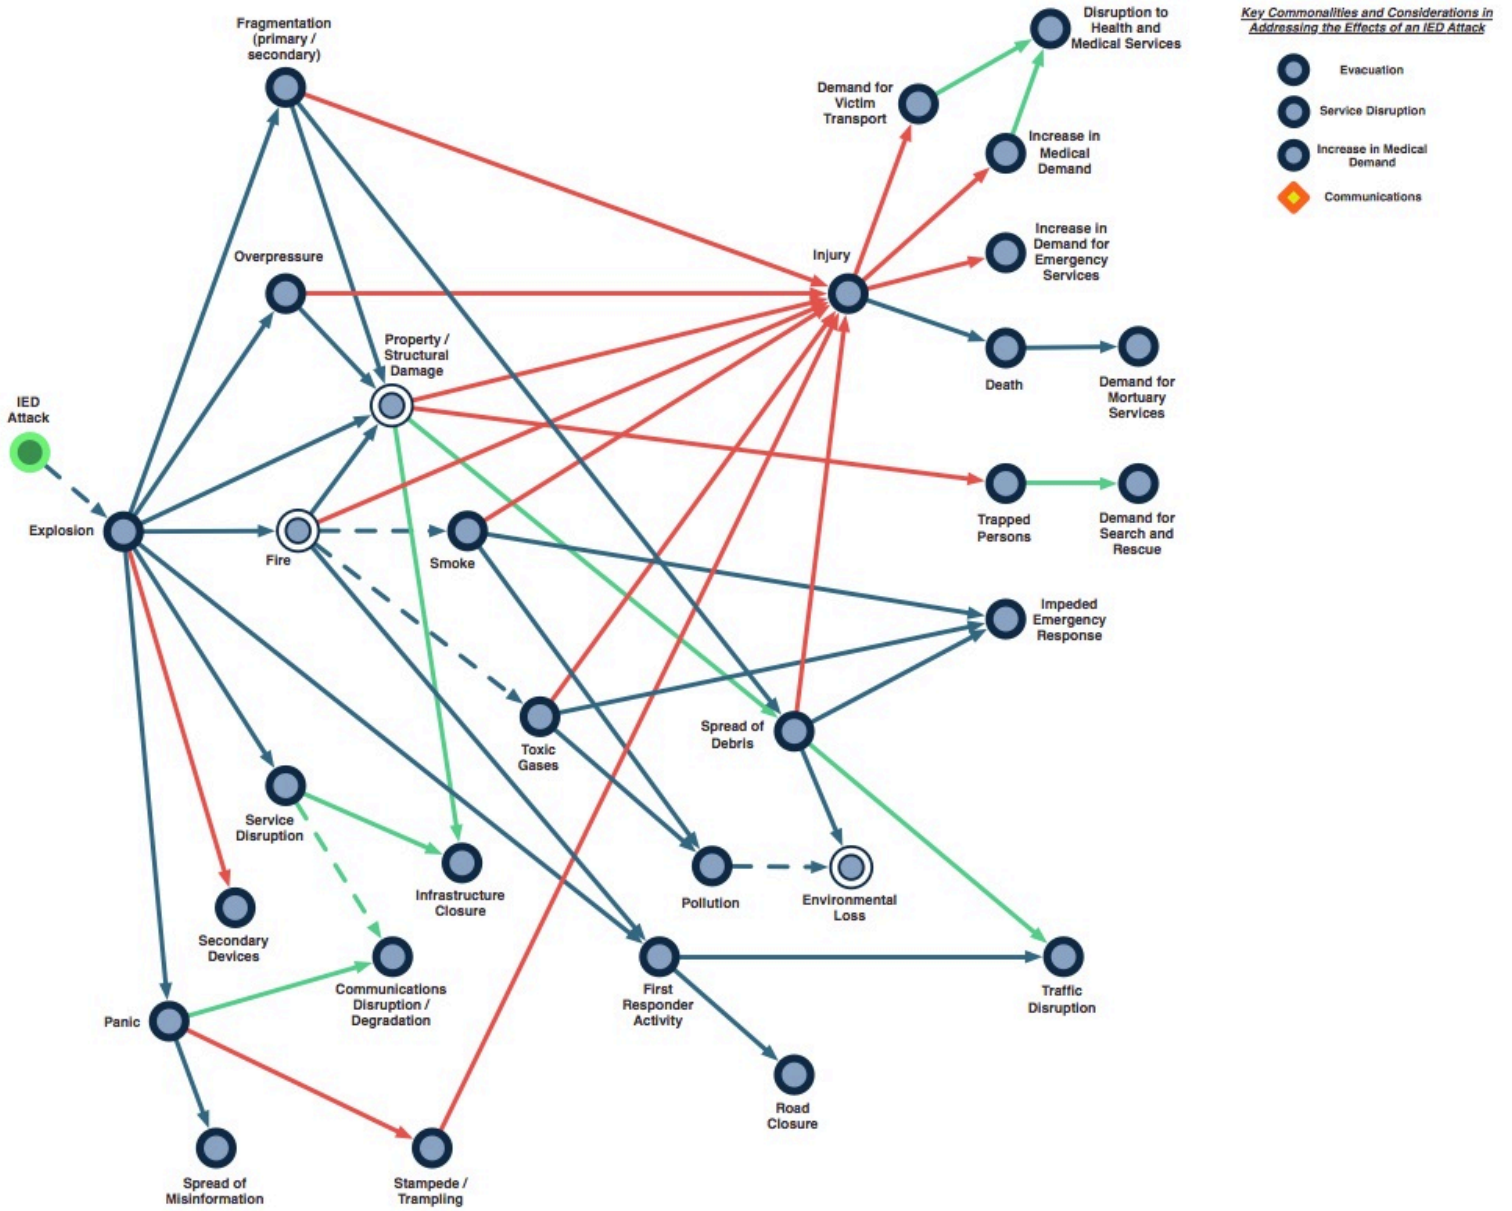 Fragmentation
(primary /
secondary)
Disruption to
Health and
Medical Services
Key Commonalities and Considerations in
Addressing the Effects of an IED Attack
Evacuation
Service Disruption
Increase in Medical
Demand
Communications
Demand for
Victim
Transport
Increase in
Medical
Demand
Increase in
Demand for
Emergency
Services
Overpressure
Injury
Property /
Structural
Damage
Death
Demand for
Mortuary
Services
IED
Attack
Explosion
Fire
Smoke
Trapped
Persons
Demand for
Search and
Rescue
Impeded
Emergency
Response
Toxic
Gases
Spread of
Debris
Service
Disruption
Infrastructure
Closure
Pollution
Environmental
Loss
Secondary
Devices
Communications
Disruption /
Degradation
First
Responder
Activity
Traffic
Disruption
Panic
Road
Closure
Spread of
Misinformation
Stampede /
Trampling